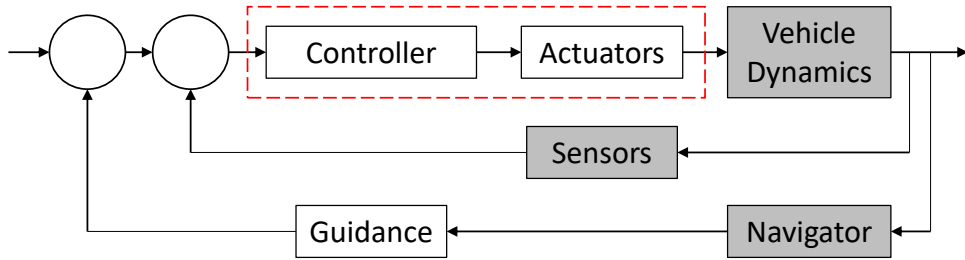 Controller
Actuators
Vehicle
Dynamics
Sensors
Guidance
Navigator